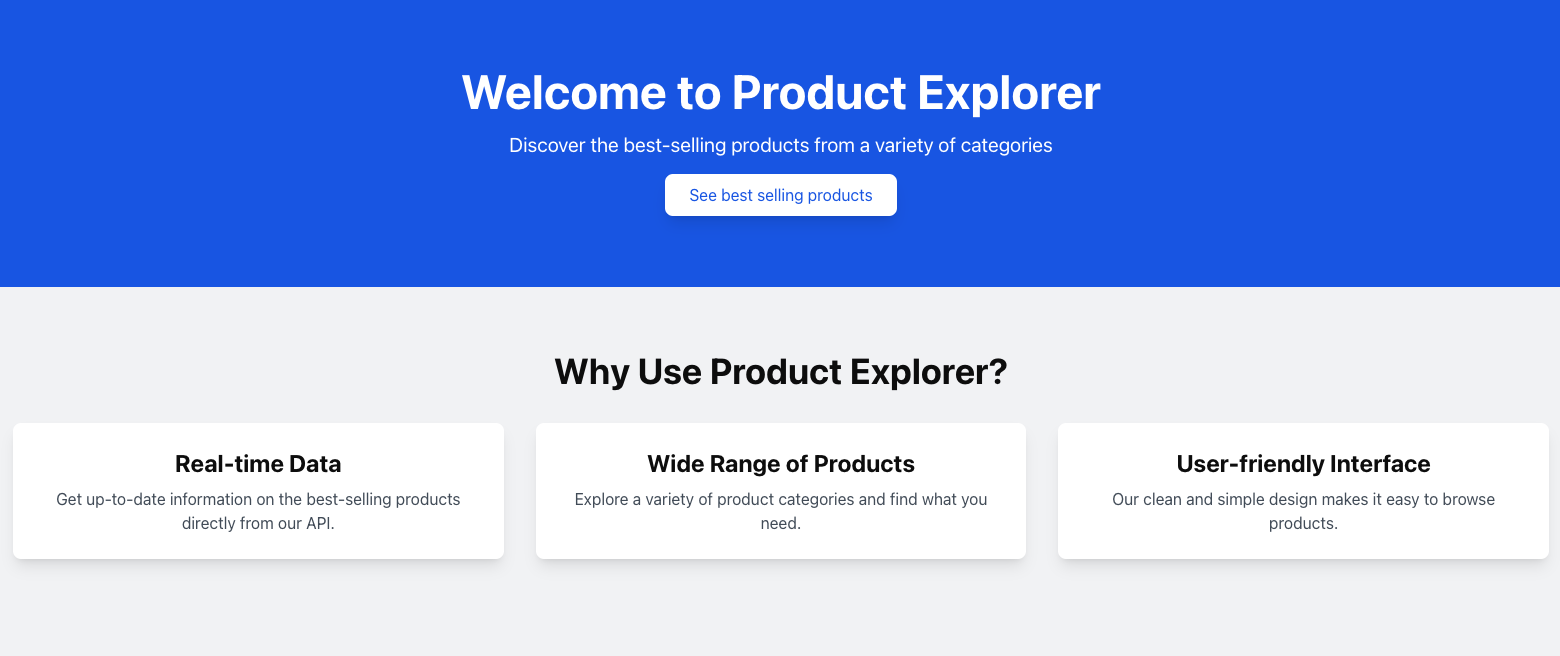 Welcome to Product Explorer
Discover the best-selling products from a variety of categories
See best selling products
Why Use Product Explorer?
Real-time Data
Get up-to-date information on the best-selling products
directly from our API.
Wide Range of Products
Explore a variety of product categories and find what you
need.
User-friendly Interface
Our clean and simple design makes it easy to browse
products.